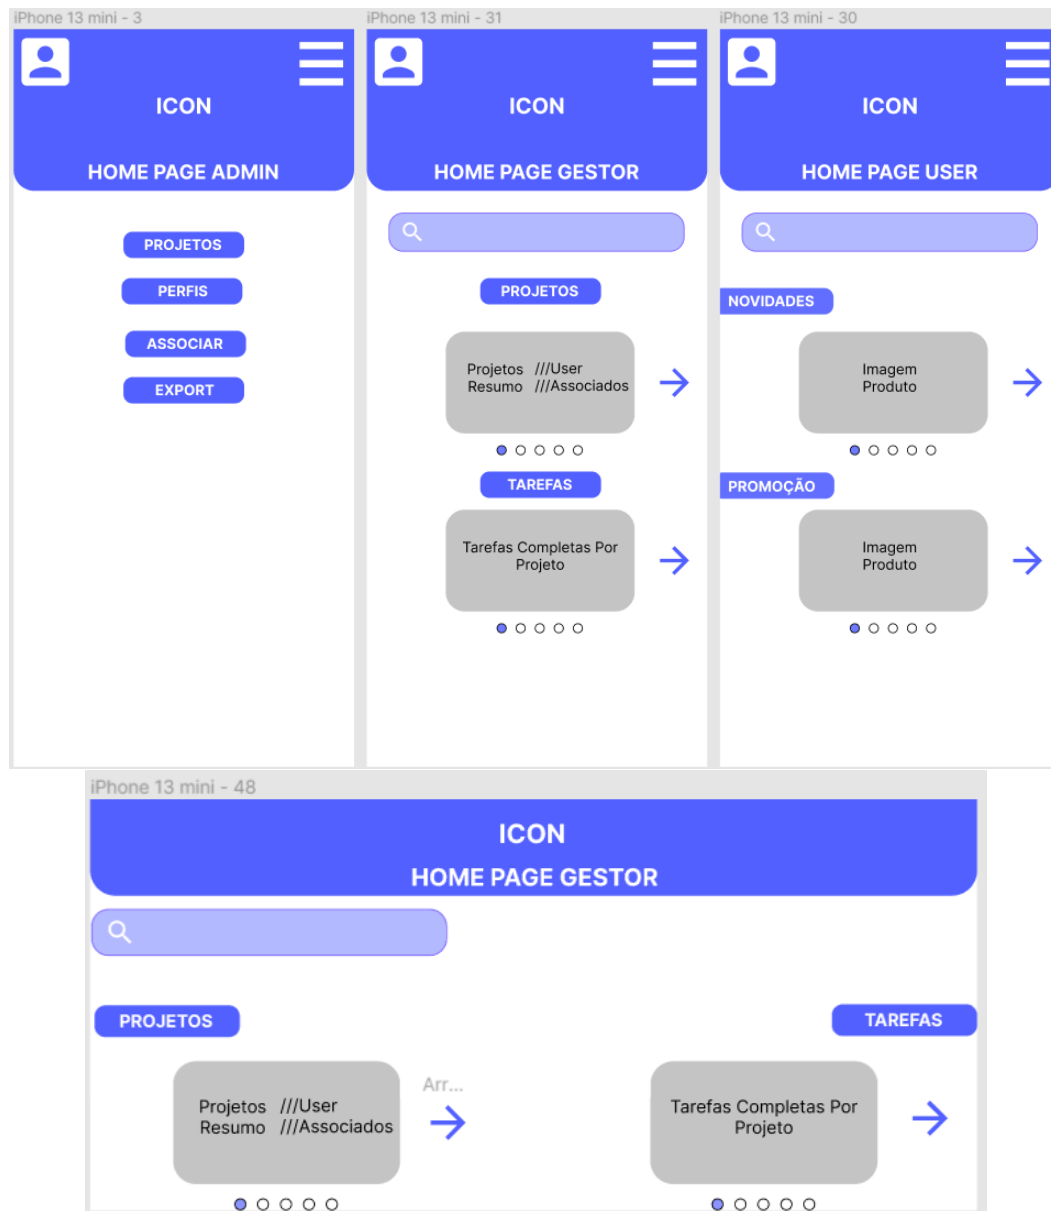 iPhone 13 mini - 3
ICON
HOME PAGE ADMIN
PROJETOS
PERFIS
ASSOCIAR
EXPORT
iPhone 13 mini - 31
ICON
HOME PAGE GESTOR
PROJETOS
Projetos ///User
Resumo ///Associados
TAREFAS
Tarefas Completas Por
Projeto
iPhone 13 mini - 30
ICON
HOME PAGE USER
NOVIDADES
Imagem
Produto
PROMOÇÃO
Imagem
Produto
iPhone 13 mini - 48
ICON
HOME PAGE GESTOR
PROJETOS
TAREFAS
Projetos ///User
Resumo ///Associados
Arr...
Tarefas Completas Por
Projeto